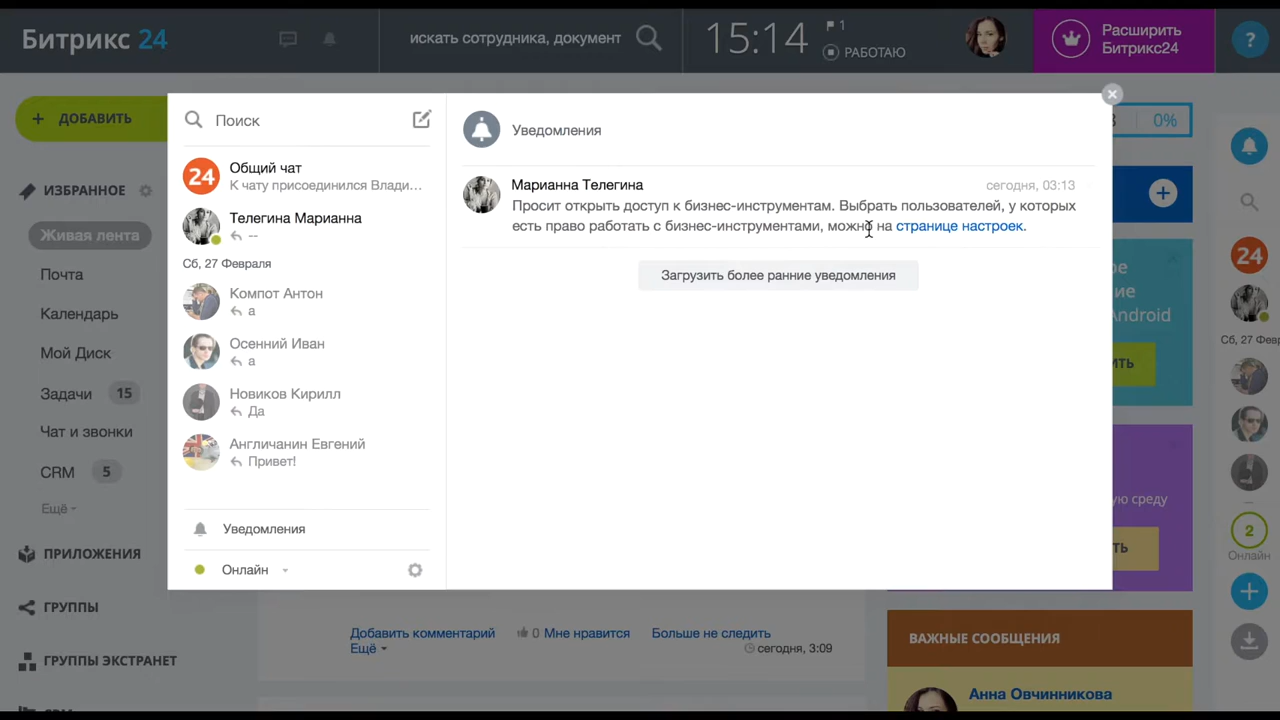 Битрикс 24
искать сотрудника, документ
15:14
1
РАБОТАЮ
Расширить
Битрикс24
?
+ ДОБАВИТЬ
ИЗБРАННОЕ
Живая лента
Почта
Календарь
Мой Диск
Задачи 15
Чат и звонки
CRM 5
Ещё
ПРИЛОЖЕНИЯ
ГРУППЫ
ГРУППЫ ЭКСТРАНЕТ
Поиск
24 Общий чат
К чату присоединился Влади...
Телегина Марианна
--
Сб, 27 Февраля
Компот Антон
а
Осенний Иван
а
Новиков Кирилл
Да
Англичанин Евгений
Привет!
Уведомления
Онлайн
Уведомления
Марианна Телегина
сегодня, 03:13
Просит открыть доступ к бизнес-инструментам. Выбрать пользователей, у которых
есть право работать с бизнес-инструментами, можно на странице настроек.
Загрузить более ранние уведомления
Добавить комментарий
0 Мне нравится
Больше не следить
Ещё
сегодня, 3:09
0%
Android
ую среду
ВАЖНЫЕ СООБЩЕНИЯ
Анна Овчинникова
24
Сб, 27 Фев
2
Онлайн